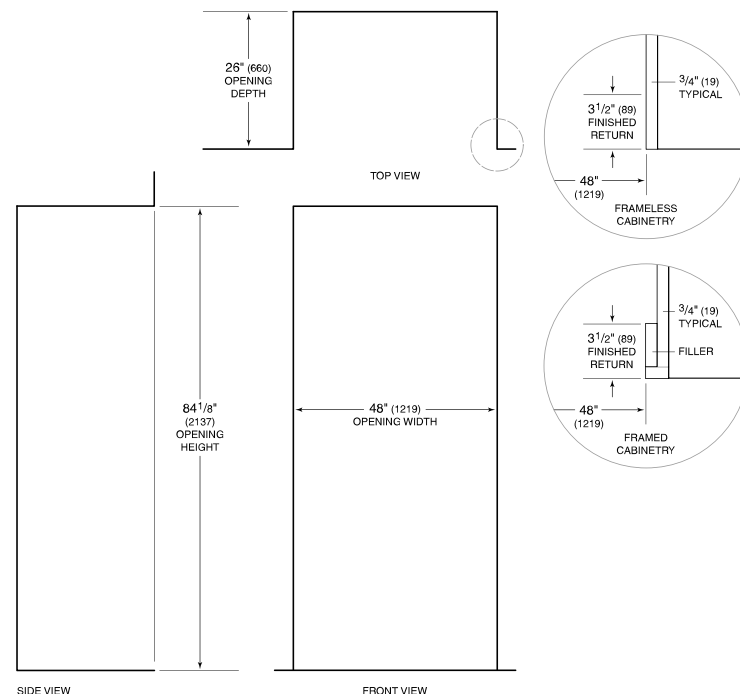 26" (660)
OPENING
DEPTH
TOP VIEW
3/4" (19)
TYPICAL
3 1/2" (89)
FINISHED
RETURN
48"
(1219)
FRAMELESS
CABINETRY
84 1/8"
(2137)
OPENING
HEIGHT
48" (1219)
OPENING WIDTH
3/4" (19)
TYPICAL
3 1/2" (89)
FINISHED
RETURN
FILLER
48"
(1219)
FRAMED
CABINETRY
SIDE VIEW
FRONT VIEW